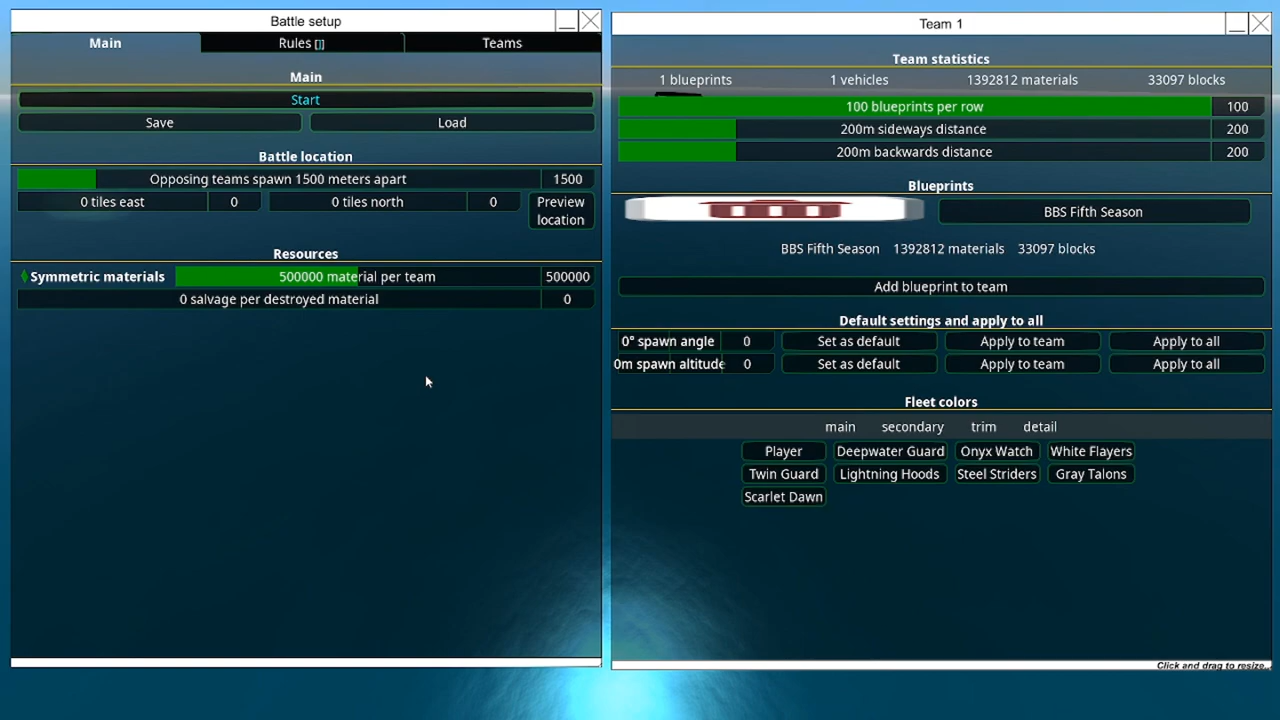 Battle setup
Main
Rules []
Teams
Main
Start
Save
Load
Battle location
Opposing teams spawn 1500 meters apart
1500
0 tiles east
0
0 tiles north
0
Preview location
Resources
Symmetric materials
500000 material per team
500000
0 salvage per destroyed material
0
Team 1
Team statistics
1 blueprints
1 vehicles
1392812 materials
33097 blocks
100 blueprints per row
100
200m sideways distance
200
200m backwards distance
200
Blueprints
BBS Fifth Season
BBS Fifth Season 1392812 materials 33097 blocks
Add blueprint to team
Default settings and apply to all
0° spawn angle
0
Set as default
Apply to team
Apply to all
0m spawn altitude
0
Set as default
Apply to team
Apply to all
Fleet colors
main secondary trim detail
Player
Deepwater Guard
Onyx Watch
White Flayers
Twin Guard
Lightning Hoods
Steel Striders
Gray Talons
Scarlet Dawn
Click and drag to resize...